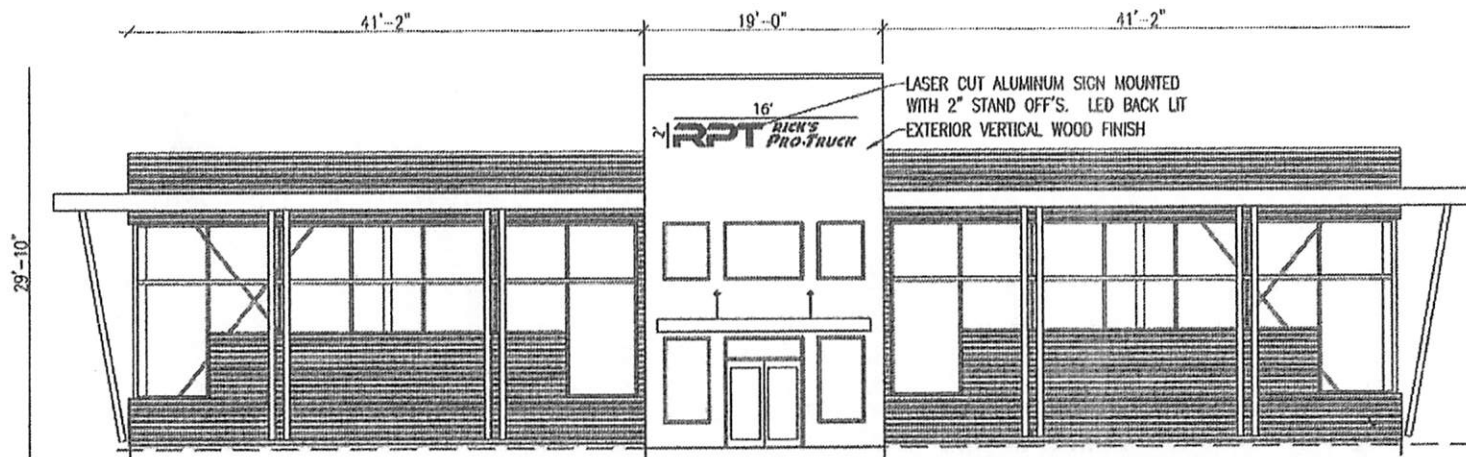 41'-2"
19'-0"
41'-2"
LASER CUT ALUMINUM SIGN MOUNTED
WITH 2" STAND OFF'S. LED BACK LIT
EXTERIOR VERTICAL WOOD FINISH
16'
2'
RPT RICK'S
PRO-TRUCK
29'-10"